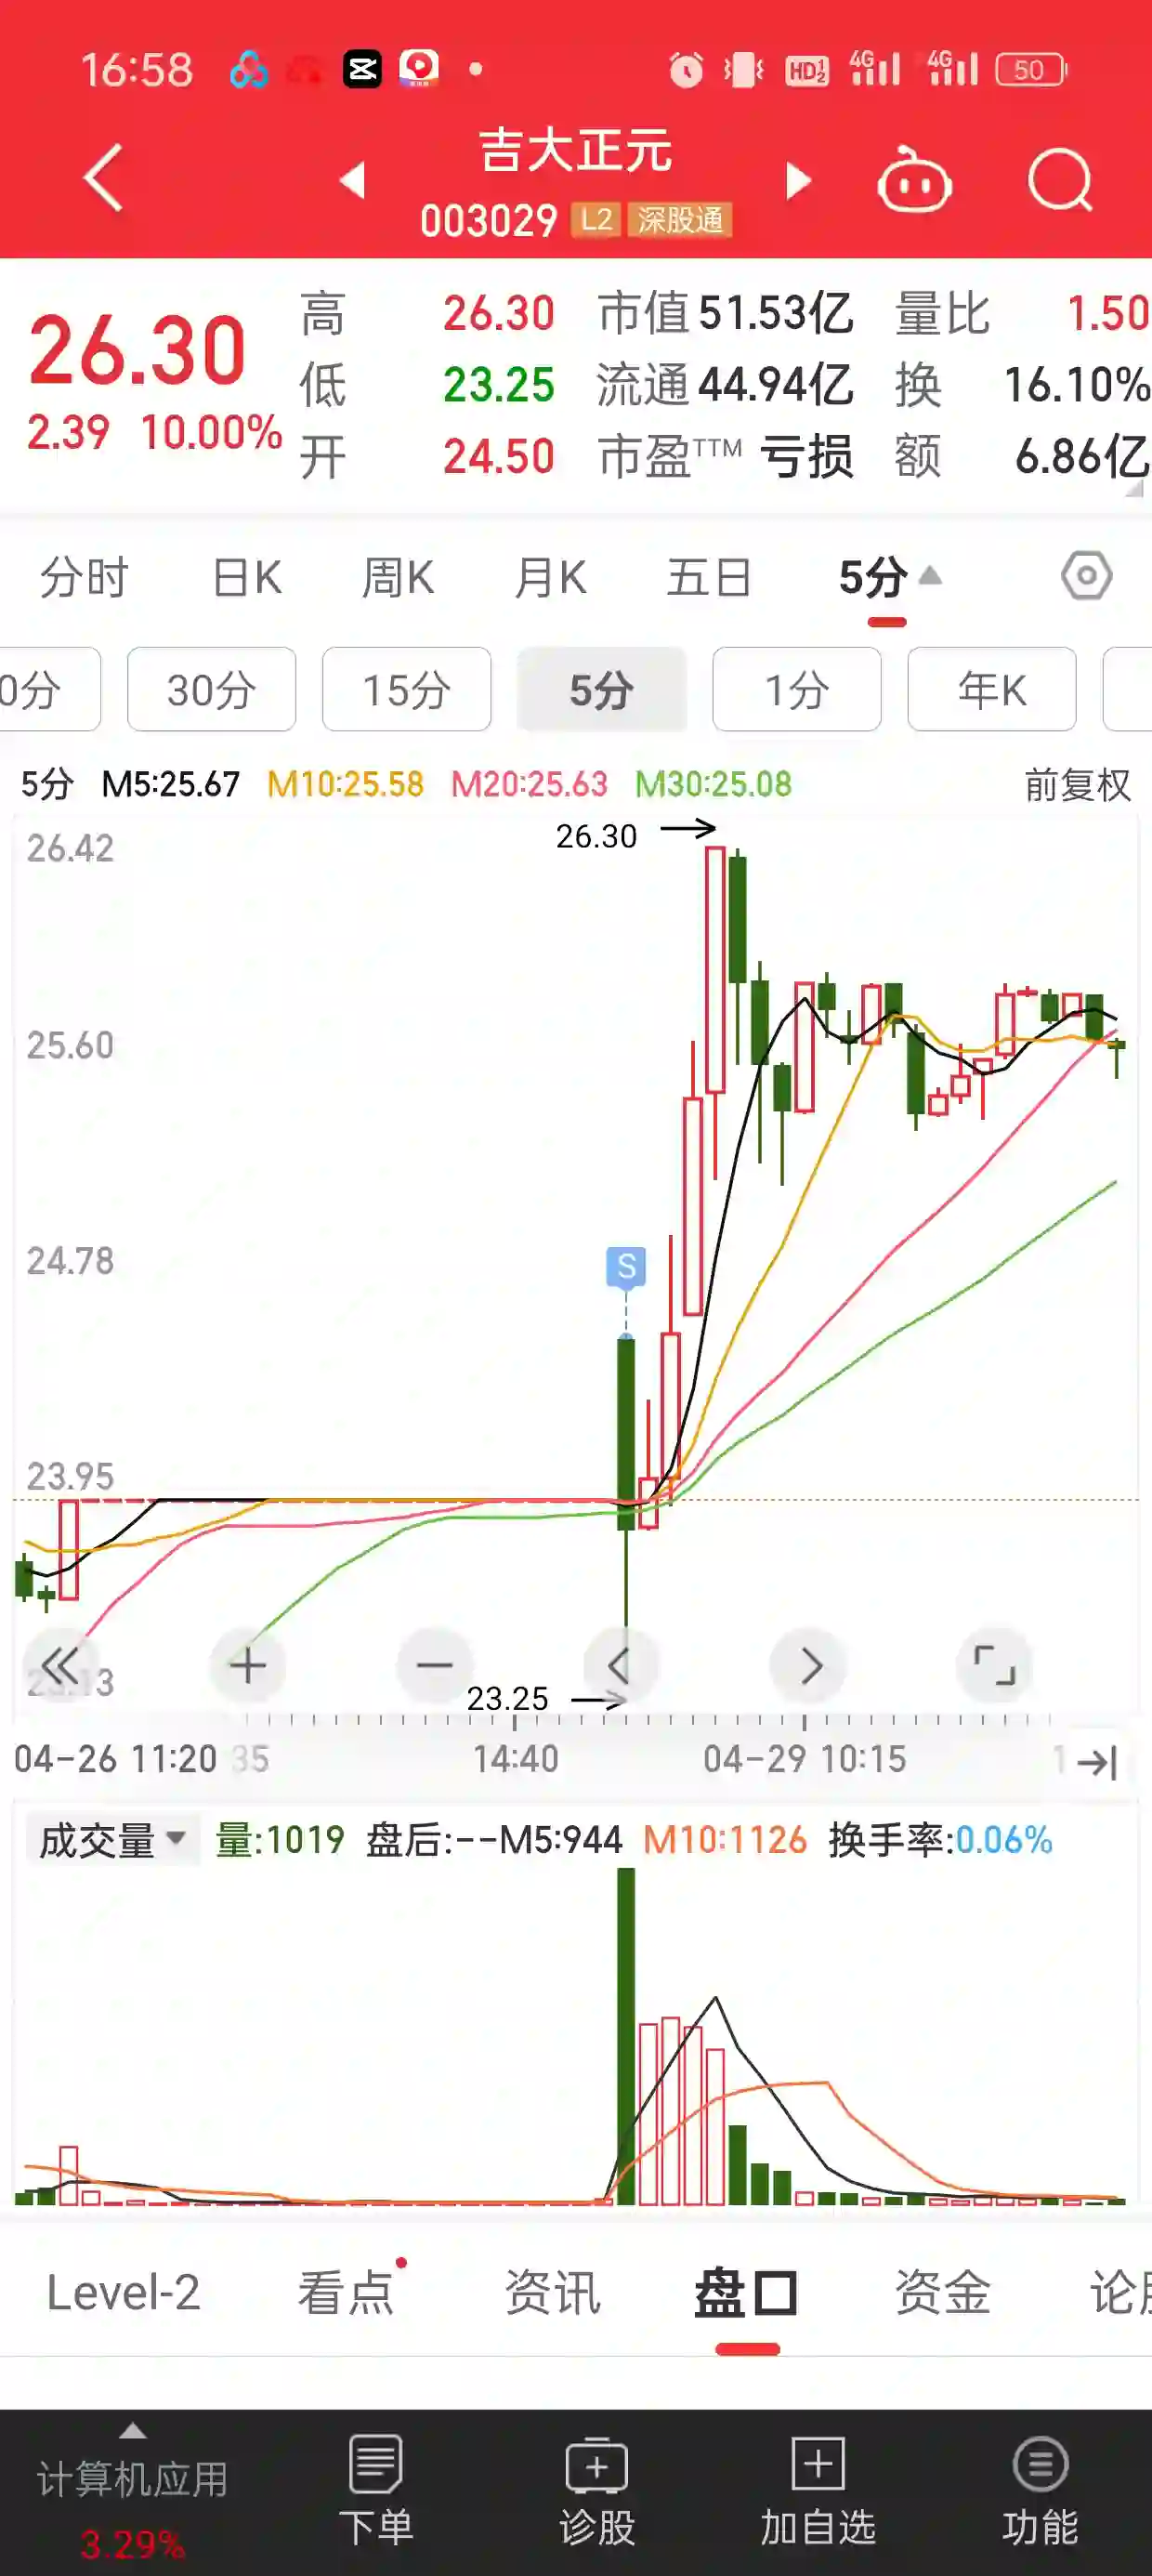 16:58 HD 1 2 4G 4G 50
吉大正元
003029 L2 深股通
26.30 高 26.30 市值 51.53亿 量比 1.50
低 23.25 流通 44.94亿 换 16.10%
2.39 10.00% 开 24.50 市盈TTM 亏损 额 6.86亿
分时 日K 周K 月K 五日 5分
0分 30分 15分 5分 1分 年K
5分 M5:25.67 M10:25.58 M20:25.63 M30:25.08 前复权
26.42
26.30
25.60
24.78
S
23.95
23.25
04-26 11:20 35 14:40 04-29 10:15
成交量 量:1019 盘后:--M5:944 M10:1126 换手率:0.06%
Level-2 看点 资讯 盘口 资金 论
计算机应用
3.29%
下单 诊股 加自选 功能